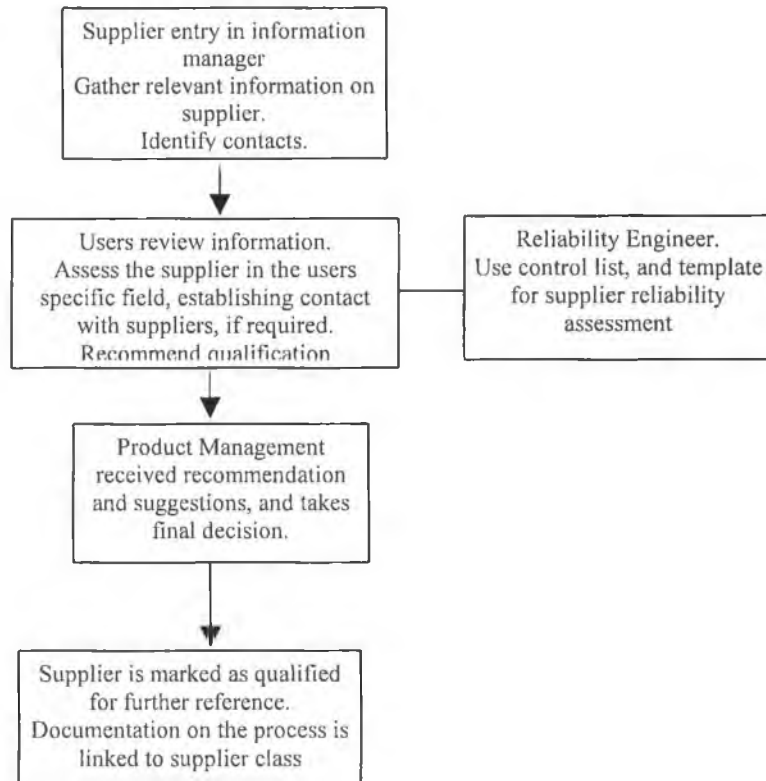 Supplier entry in information
manager
Gather relevant information on
supplier.
Identify contacts.
Users review information.
Assess the supplier in the users
specific field, establishing contact
with suppliers, if required.
Recommend qualification
Reliability Engineer.
Use control list, and template
for supplier reliability
assessment
Product Management
received recommendation
and suggestions, and takes
final decision.
Supplier is marked as qualified
for further reference.
Documentation on the process is
linked to supplier class